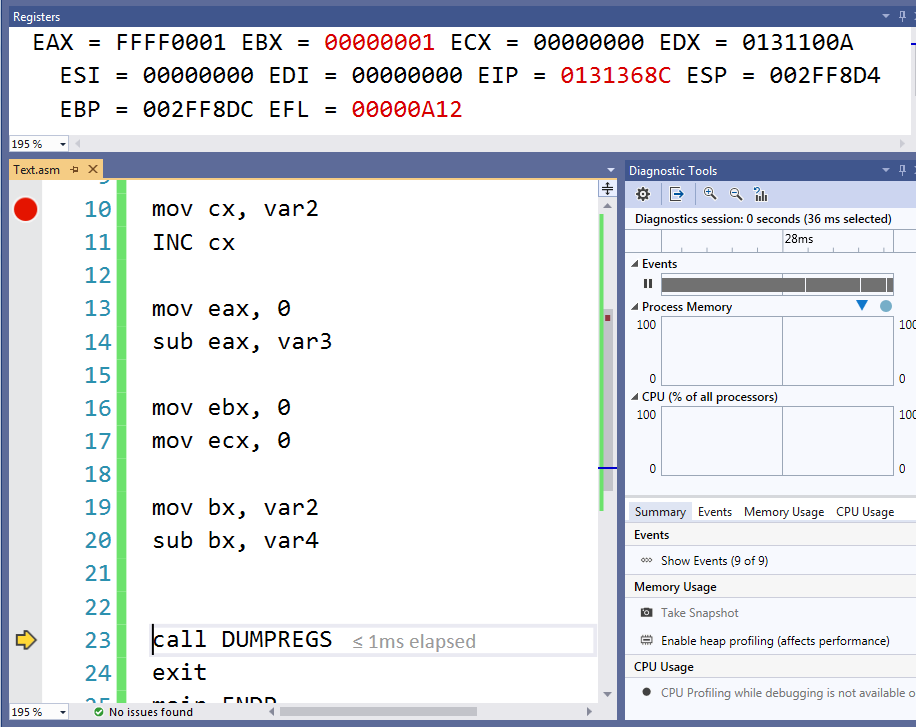 Registers
EAX = FFFF0001 EBX = 00000001 ECX = 00000000 EDX = 0131100A
ESI = 00000000 EDI = 00000000 EIP = 0131368C ESP = 002FF8D4
EBP = 002FF8DC EFL = 00000A12
195 %
Text.asm
10 mov cx, var2
11 INC cx
12
13 mov eax, 0
14 sub eax, var3
15
16 mov ebx, 0
17 mov ecx, 0
18
19 mov bx, var2
20 sub bx, var4
21
22
23 call DUMPREGS ≤ 1ms elapsed
24 exit
25 main ENDP
195 %
No issues found
Diagnostic Tools
Diagnostics session: 0 seconds (36 ms selected)
28ms
Events
Process Memory
100 100
0 0
CPU (% of all processors)
100 100
0 0
Summary Events Memory Usage CPU Usage
Events
Show Events (9 of 9)
Memory Usage
Take Snapshot
Enable heap profiling (affects performance)
CPU Usage
CPU Profiling while debugging is not available o